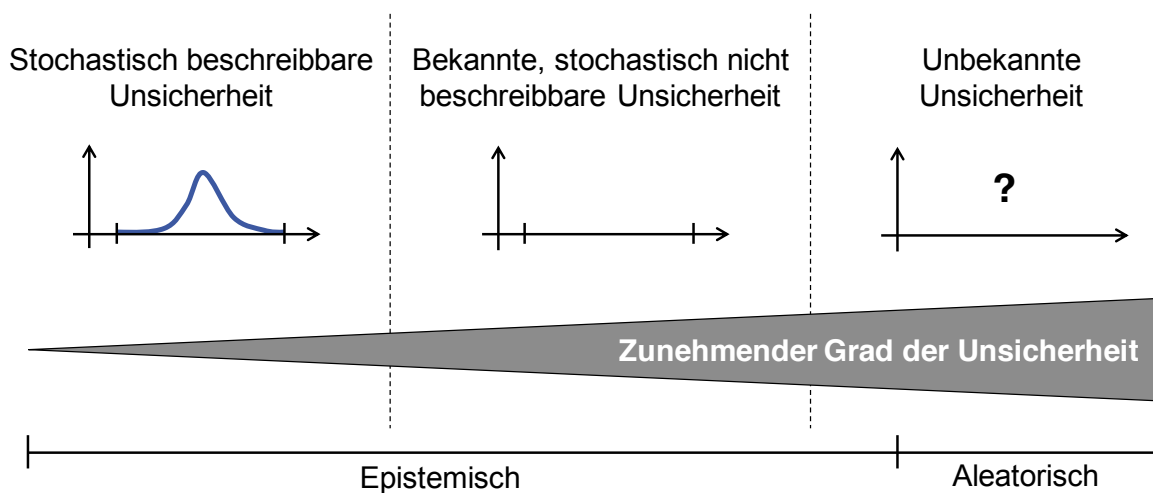 Stochastisch beschreibbare
Unsicherheit
Bekannte, stochastisch nicht
beschreibbare Unsicherheit
Unbekannte
Unsicherheit
?
Zunehmender Grad der Unsicherheit
Epistemisch
Aleatorisch